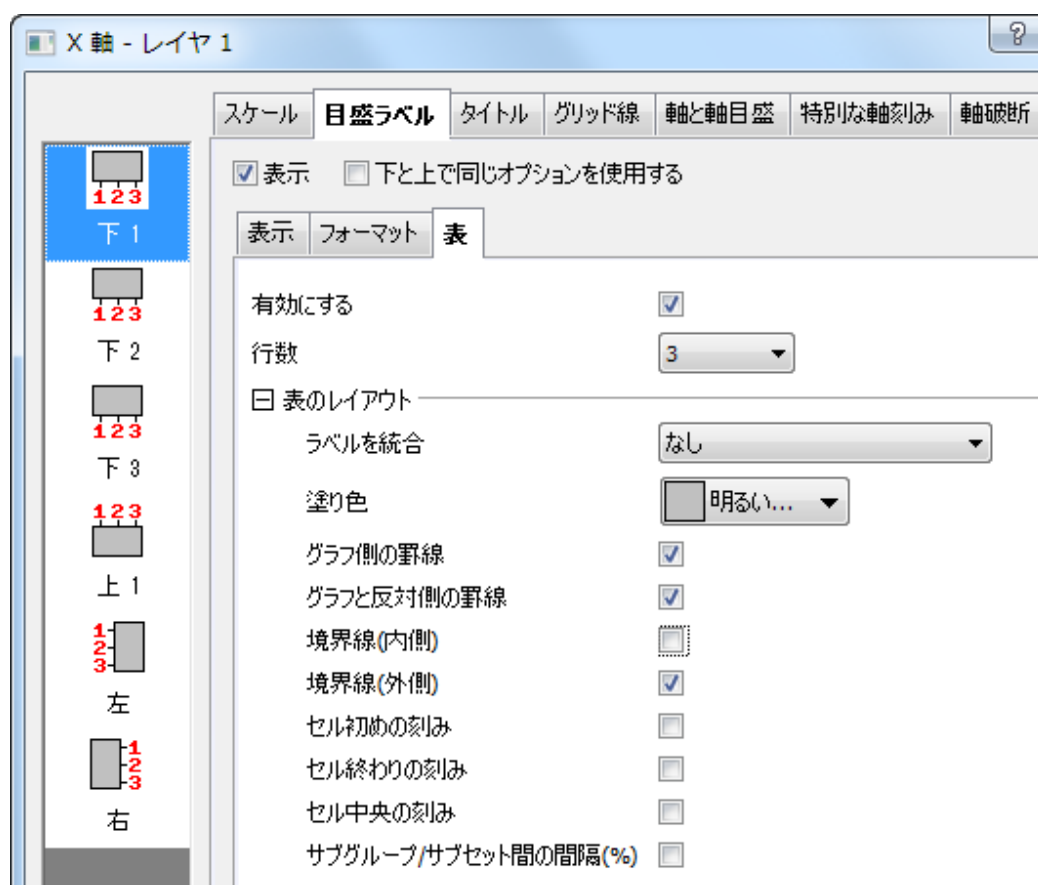 X 軸 - レイヤ 1
?
スケール 目盛ラベル タイトル グリッド線 軸と軸目盛 特別な軸刻み 軸破断
表示 下と上で同じオプションを使用する
表示 フォーマット 表
123
下 1
123
下 2
123
下 3
123
上 1
1
2
3
左
1
2
3
右
有効にする
行数 3
表のレイアウト
ラベルを統合 なし
塗り色 明るい...
グラフ側の罫線
グラフと反対側の罫線
境界線(内側)
境界線(外側)
セル初めの刻み
セル終わりの刻み
セル中央の刻み
サブグループ/サブセット間の間隔(%)